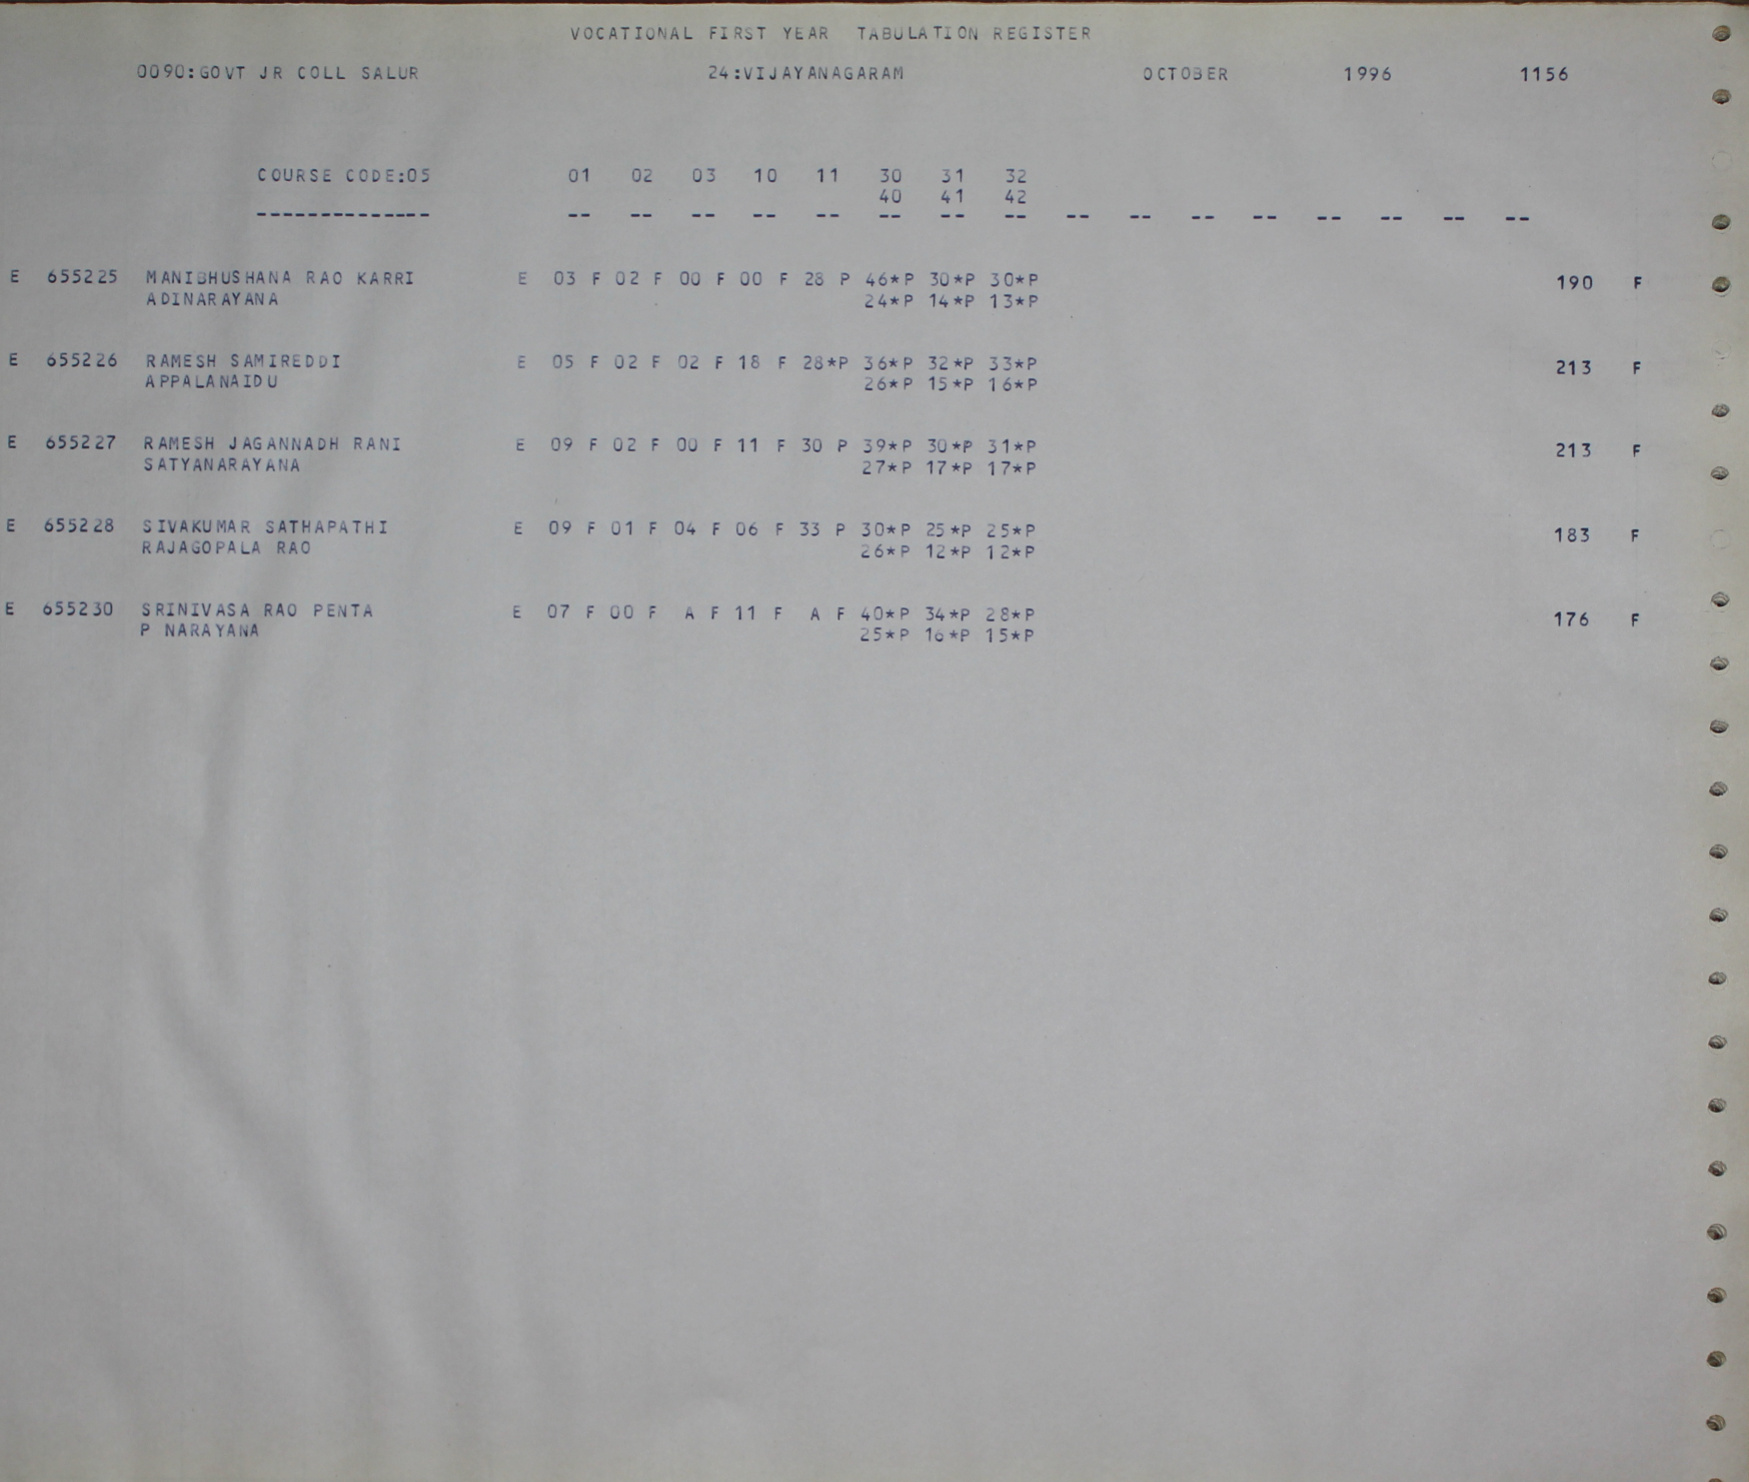 VOCATIONAL FIRST YEAR TABULATION REGISTER
0090:GOVT JR COLL SALUR 24:VIJAYANAGARAM OCTOBER 1996 1156
COURSE CODE:05 01 02 03 10 11 30 31 32
40 41 42
-------------- -- -- -- -- -- -- -- -- -- -- -- -- -- -- -- --
E 655225 MANIBHUSHANA RAO KARRI E 03 F 02 F 00 F 00 F 28 P 46*P 30*P 30*P 190 F
ADINARAYANA 24*P 14*P 13*P
E 655226 RAMESH SAMIREDDI E 05 F 02 F 02 F 18 F 28*P 36*P 32*P 33*P 213 F
APPALANAIDU 26*P 15*P 16*P
E 655227 RAMESH JAGANNADH RANI E 09 F 02 F 00 F 11 F 30 P 39*P 30*P 31*P 213 F
SATYANARAYANA 27*P 17*P 17*P
E 655228 SIVAKUMAR SATHAPATHI E 09 F 01 F 04 F 06 F 33 P 30*P 25*P 25*P 183 F
RAJAGOPALA RAO 26*P 12*P 12*P
E 655230 SRINIVASA RAO PENTA E 07 F 00 F A F 11 F A F 40*P 34*P 28*P 176 F
P NARAYANA 25*P 16*P 15*P